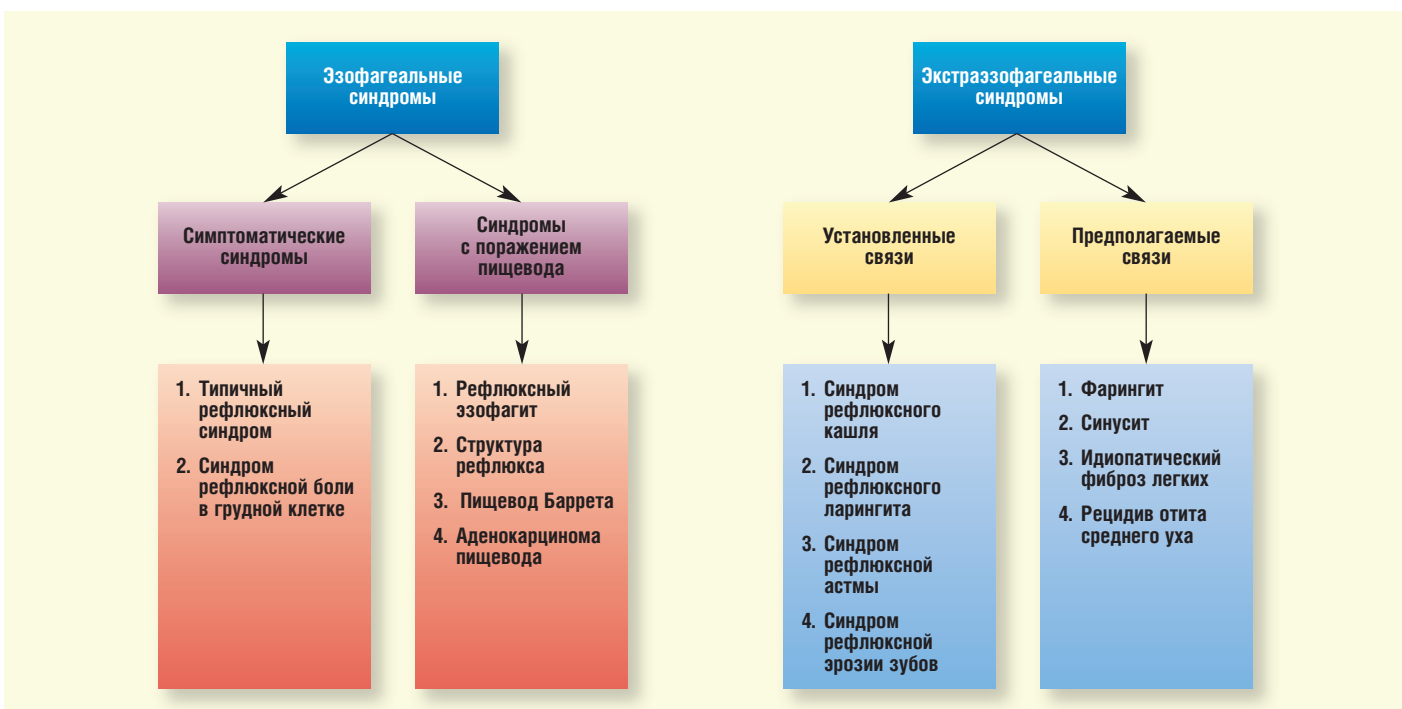 Эзофагеальные
синдромы
Экстраэзофагеальные
синдромы
Симптоматические
синдромы
Синдромы
с поражением
пищевода
Установленные
связи
Предполагаемые
связи
1. Типичный
рефлюксный
синдром
2. Синдром
рефлюксной боли
в грудной клетке
1. Рефлюксный
эзофагит
2. Структура
рефлюкса
3. Пищевод Баррета
4. Аденокарцинома
пищевода
1. Синдром
рефлюксного
кашля
2. Синдром
рефлюксного
ларингита
3. Синдром
рефлюксной
астмы
4. Синдром
рефлюксной
эрозии зубов
1. Фарингит
2. Синусит
3. Идиопатический
фиброз легких
4. Рецидив отита
среднего уха